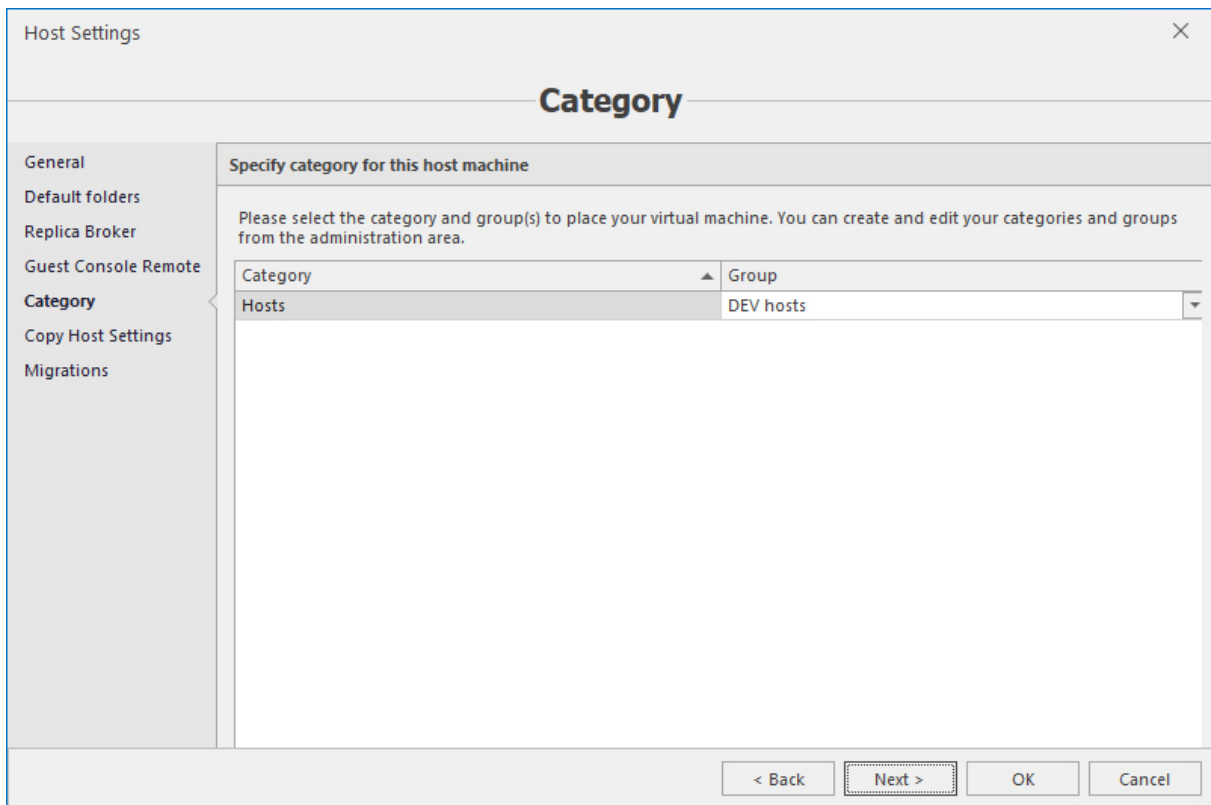 Host Settings
Category
General
Default folders
Replica Broker
Guest Console Remote
Category
Copy Host Settings
Migrations
Specify category for this host machine
Please select the category and group(s) to place your virtual machine. You can create and edit your categories and groups
from the administration area.
Category Group
Hosts DEV hosts
< Back Next > OK Cancel